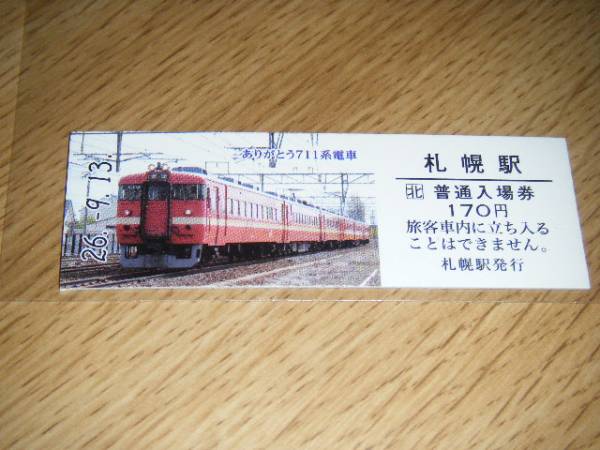 26. 9. 13
ありがとう711系電車
札幌駅
北 普通入場券
170円
旅客車内に立ち入る
ことはできません。
札幌駅発行